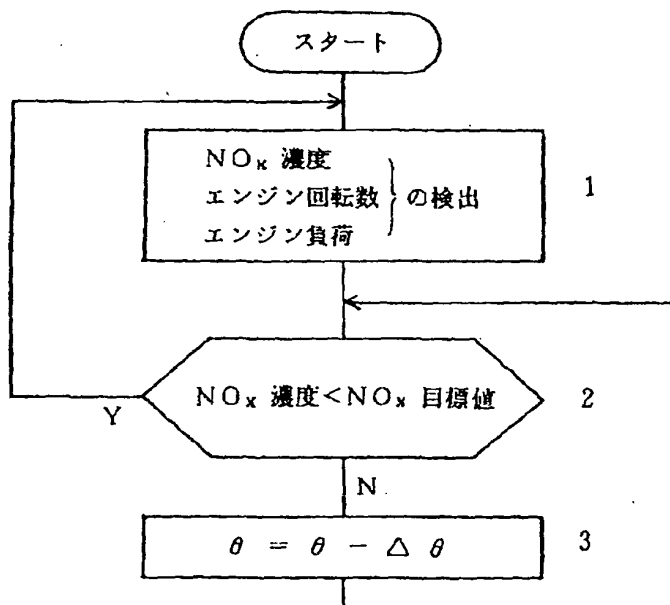 スタート
NOx 濃度
エンジン回転数 } の検出
エンジン負荷
1
NOx 濃度<NOx 目標値
2
Y
N
θ = θ - △ θ
3